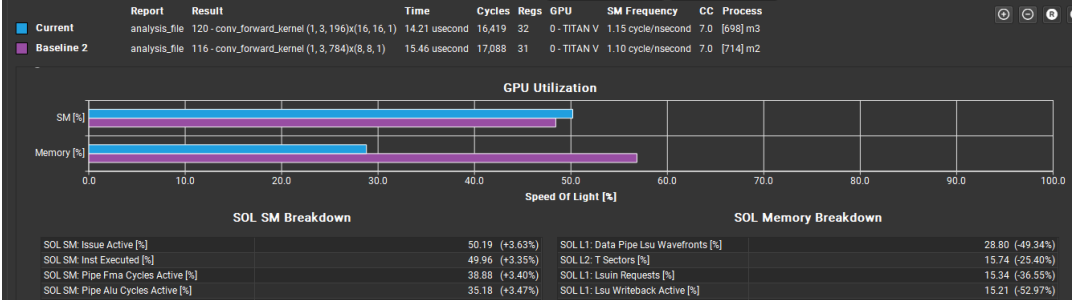 Report Result Time Cycles Regs GPU SM Frequency CC Process
Current analysis_file 120 - conv_forward_kernel (1, 3, 196)x(16, 16, 1) 14.21 usecond 16,419 32 0 - TITAN V 1.15 cycle/nsecond 7.0 [698] m3
Baseline 2 analysis_file 116 - conv_forward_kernel (1, 3, 784)x(8, 8, 1) 15.46 usecond 17,088 31 0 - TITAN V 1.10 cycle/nsecond 7.0 [714] m2
R
GPU Utilization
SM [%]
Memory [%]
0.0 10.0 20.0 30.0 40.0 50.0 60.0 70.0 80.0 90.0 100.0
Speed Of Light [%]
SOL SM Breakdown SOL Memory Breakdown
SOL SM: Issue Active [%] 50.19 (+3.63%) SOL L1: Data Pipe Lsu Wavefronts [%] 28.80 (-49.34%)
SOL SM: Inst Executed [%] 49.96 (+3.35%) SOL L2: T Sectors [%] 15.74 (-25.40%)
SOL SM: Pipe Fma Cycles Active [%] 38.88 (+3.40%) SOL L1: Lsuin Requests [%] 15.34 (-36.55%)
SOL SM: Pipe Alu Cycles Active [%] 35.18 (+3.47%) SOL L1: Lsu Writeback Active [%] 15.21 (-52.97%)